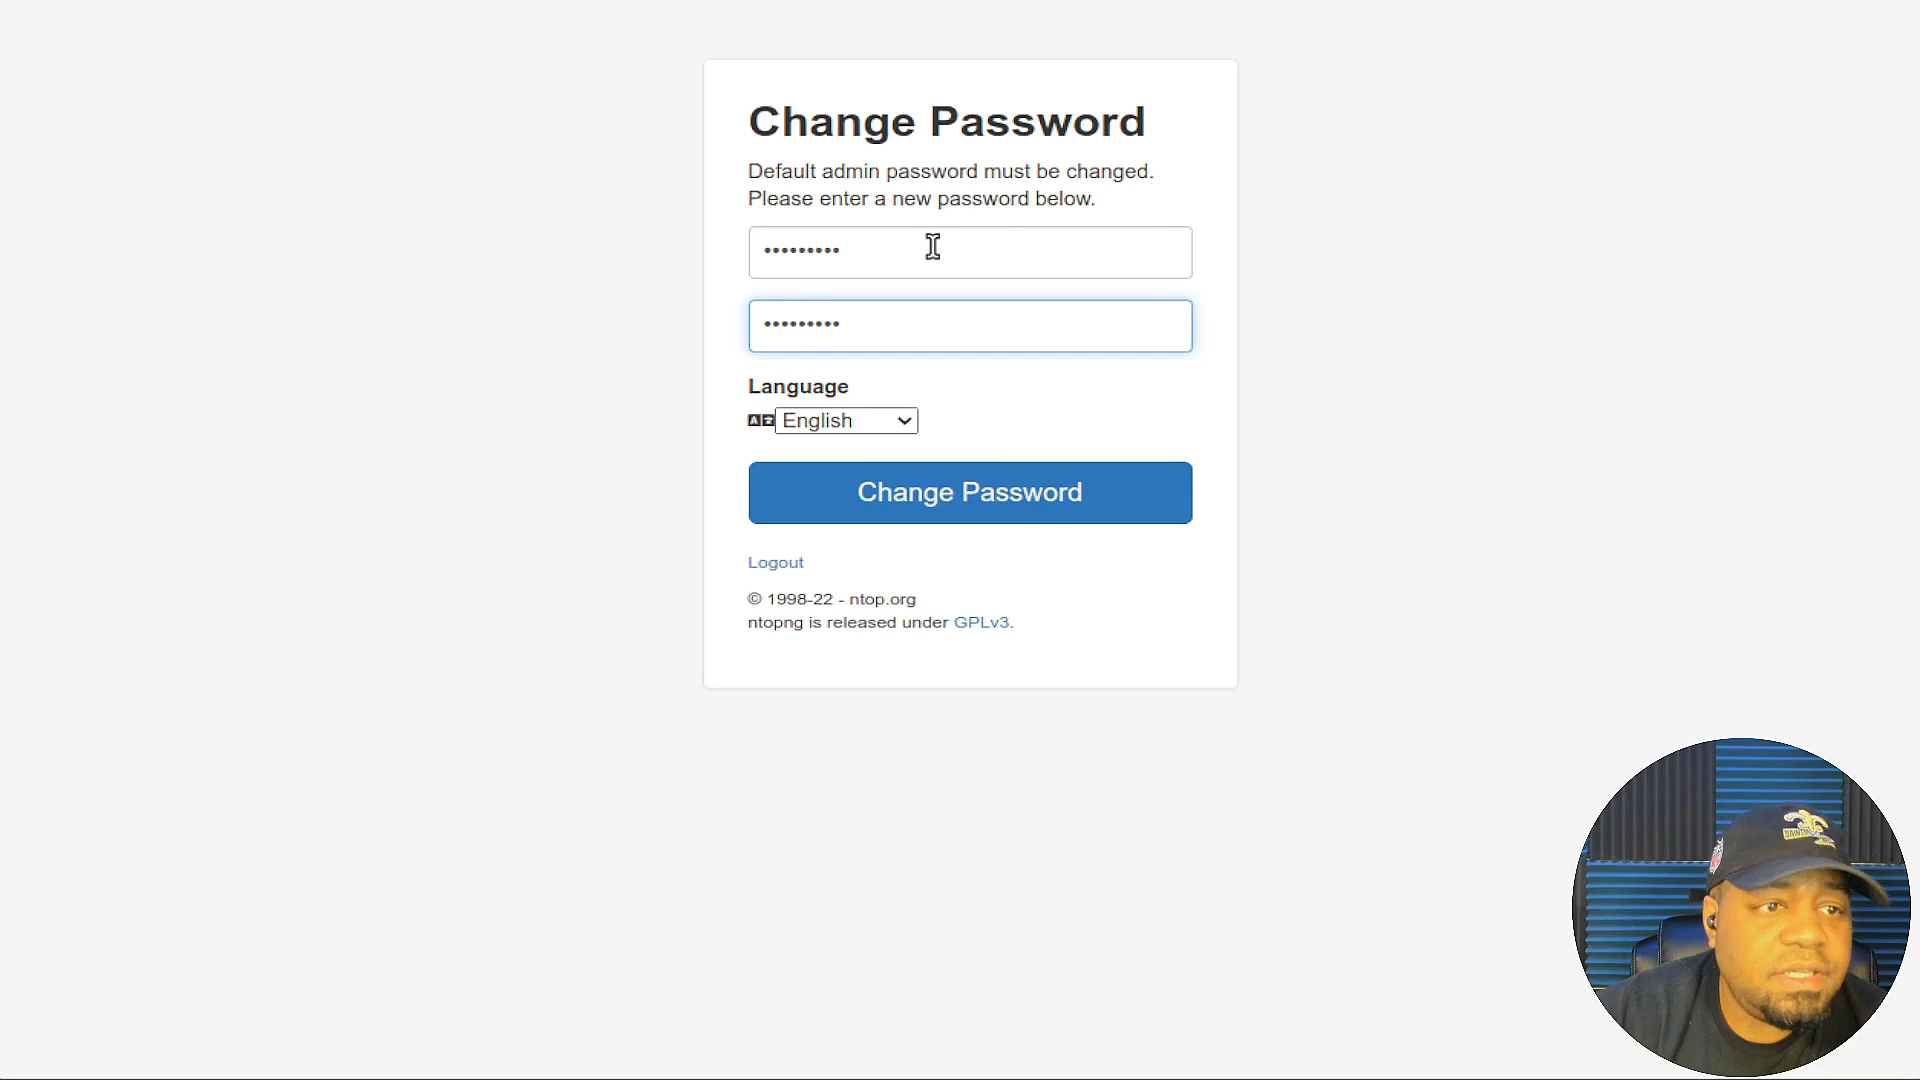 Change Password
Default admin password must be changed.
Please enter a new password below.
•••••••••
•••••••••
Language
English
Change Password
Logout
© 1998-22 - ntop.org
ntopng is released under GPLv3.